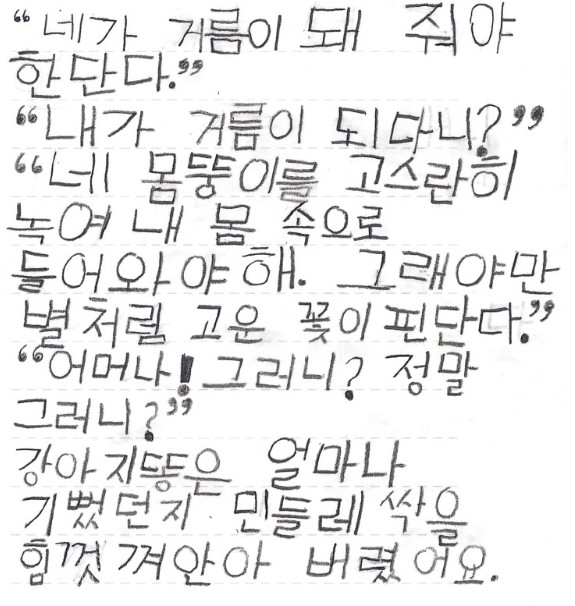 “네가 거름이 돼 줘야
한단다.”
“내가 거름이 되다니?”
“네 몸뚱이를 고스란히
녹여 내 몸 속으로
들어와야 해. 그래야만
별처럼 고운 꽃이 핀단다.”
“어머나! 그러니? 정말
그러니?”
강아지똥은 얼마나
기뻤던지 민들레 싹을
힘껏 껴안아 버렸어요.